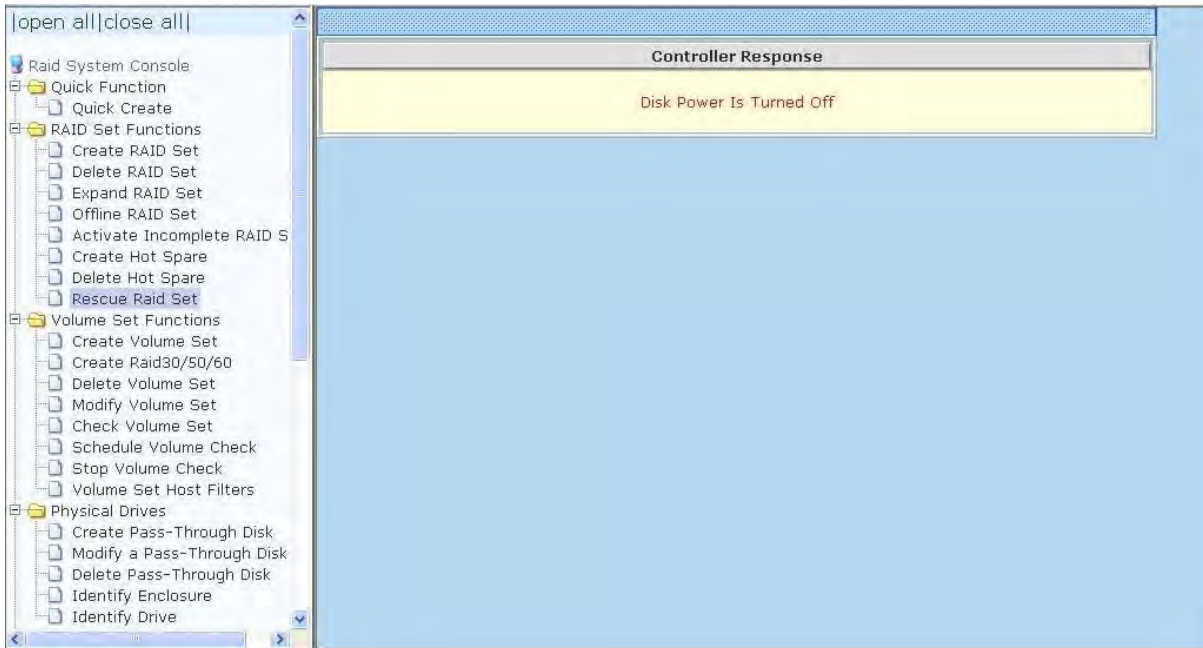 |open all|close all|
Raid System Console
Quick Function
Quick Create
RAID Set Functions
Create RAID Set
Delete RAID Set
Expand RAID Set
Offline RAID Set
Activate Incomplete RAID S
Create Hot Spare
Delete Hot Spare
Rescue Raid Set
Volume Set Functions
Create Volume Set
Create Raid30/50/60
Delete Volume Set
Modify Volume Set
Check Volume Set
Schedule Volume Check
Stop Volume Check
Volume Set Host Filters
Physical Drives
Create Pass-Through Disk
Modify a Pass-Through Disk
Delete Pass-Through Disk
Identify Enclosure
Identify Drive
Controller Response
Disk Power Is Turned Off